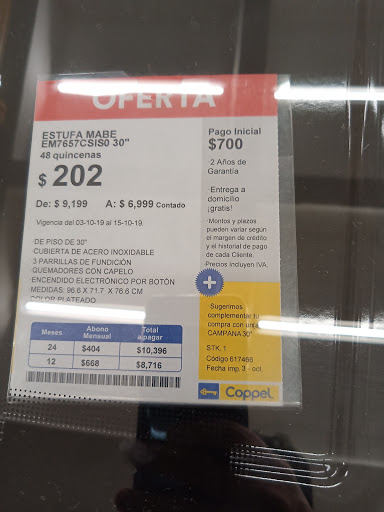 OFERTA
ESTUFA MABE
EM7657CSIS0 30"
48 quincenas
$ 202
De: $ 9,199 A: $ 6,999 Contado
Vigencia del 03-10-19 al 15-10-19.
DE PISO DE 30"
CUBIERTA DE ACERO INOXIDABLE
3 PARRILLAS DE FUNDICIÓN
QUEMADORES CON CAPELO
ENCENDIDO ELECTRÓNICO POR BOTÓN
MEDIDAS: 96.6 X 71.7 X 76.6 CM
COLOR PLATEADO
Meses Abono Mensual Total a pagar
24 $404 $10,396
12 $668 $8,716
Pago Inicial
$700
2 Años de
Garantía
Entrega a
domicilio
¡gratis!
Montos y plazos
pueden variar según
el margen de crédito
y el historial de pago
de cada Cliente.
Precios incluyen IVA.
+
Sugerimos
complementar tu
compra con una
CAMPANA 30"
STK. 1
Código 617466
Fecha imp. 3 - oct.
Coppel